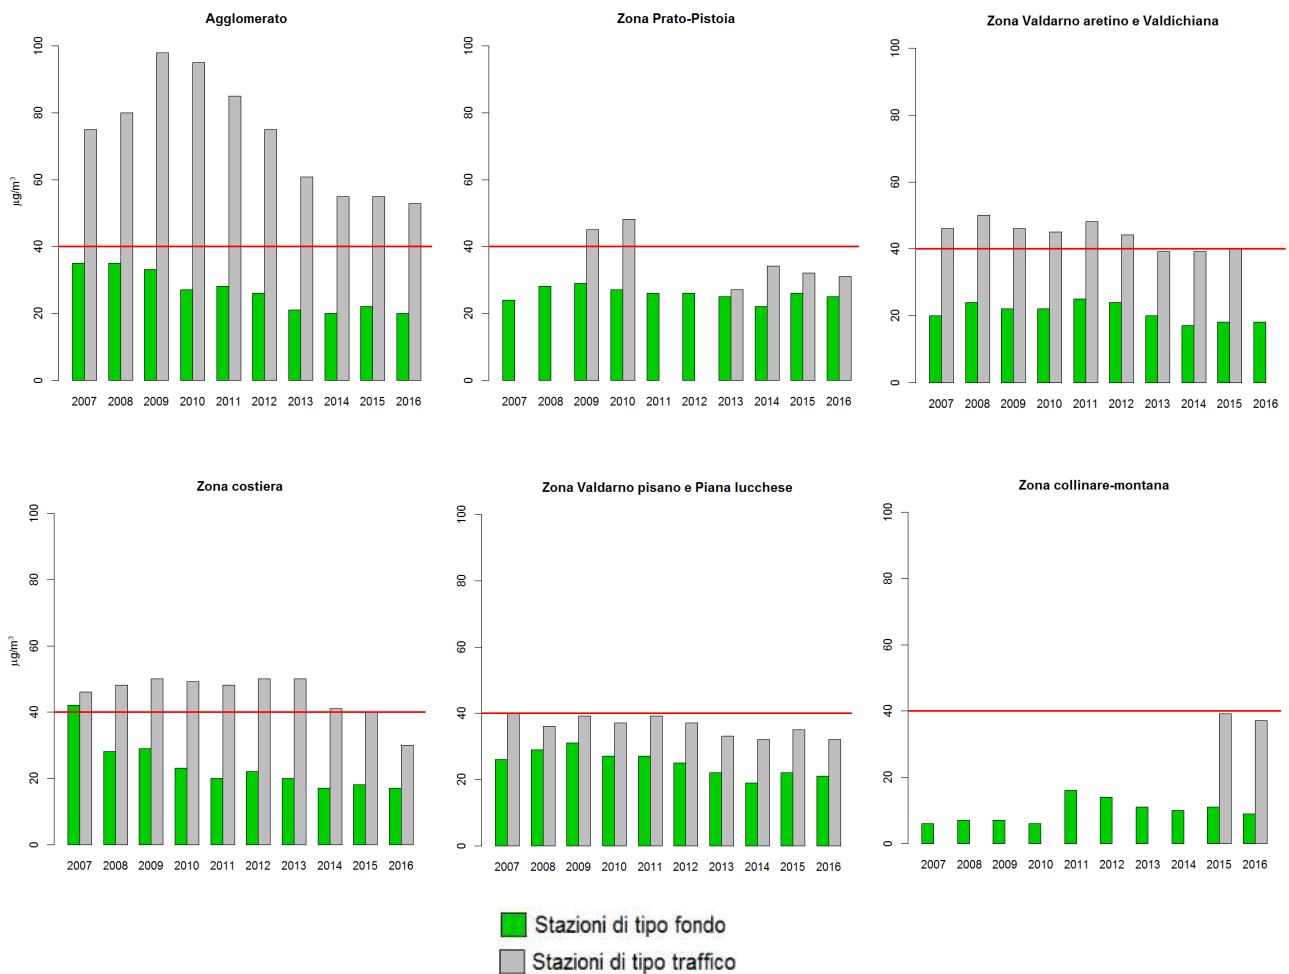 Agglomerato
Zona Prato-Pistoia
Zona Valdarno aretino e Valdichiana
µg/m³
100
80
60
40
20
0
2007 2008 2009 2010 2011 2012 2013 2014 2015 2016
100
80
60
40
20
0
2007 2008 2009 2010 2011 2012 2013 2014 2015 2016
100
80
60
40
20
0
2007 2008 2009 2010 2011 2012 2013 2014 2015 2016
Zona costiera
Zona Valdarno pisano e Piana lucchese
Zona collinare-montana
µg/m³
100
80
60
40
20
0
2007 2008 2009 2010 2011 2012 2013 2014 2015 2016
100
80
60
40
20
0
2007 2008 2009 2010 2011 2012 2013 2014 2015 2016
100
80
60
40
20
0
2007 2008 2009 2010 2011 2012 2013 2014 2015 2016
Stazioni di tipo fondo
Stazioni di tipo traffico